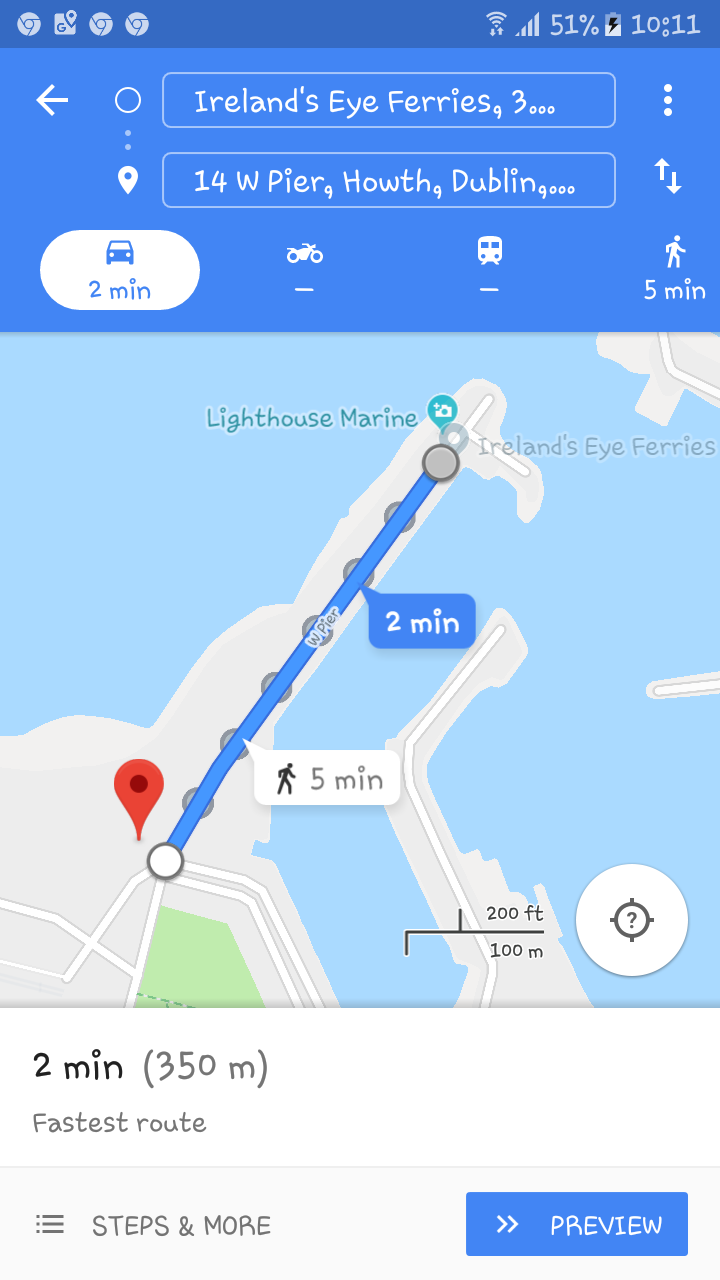 51% 10:11
Ireland's Eye Ferries, 3...
14 W Pier, Howth, Dublin,...
2 min
5 min
Lighthouse Marine
Ireland's Eye Ferries
2 min
W Pier
5 min
200 ft
100 m
2 min (350 m)
Fastest route
STEPS & MORE
PREVIEW